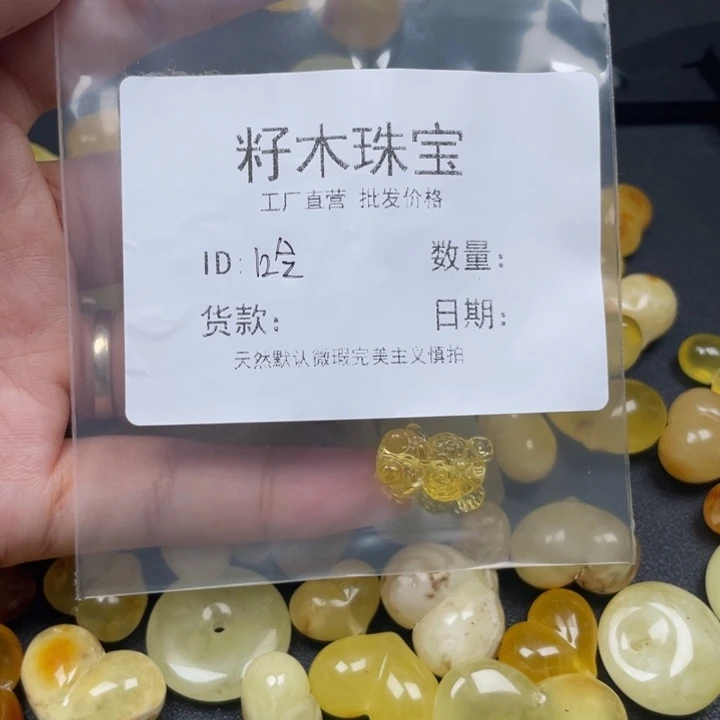 籽木珠宝
工厂直营 批发价格
ID: 数量:
货款: 日期:
天然默认微瑕完美主义慎拍